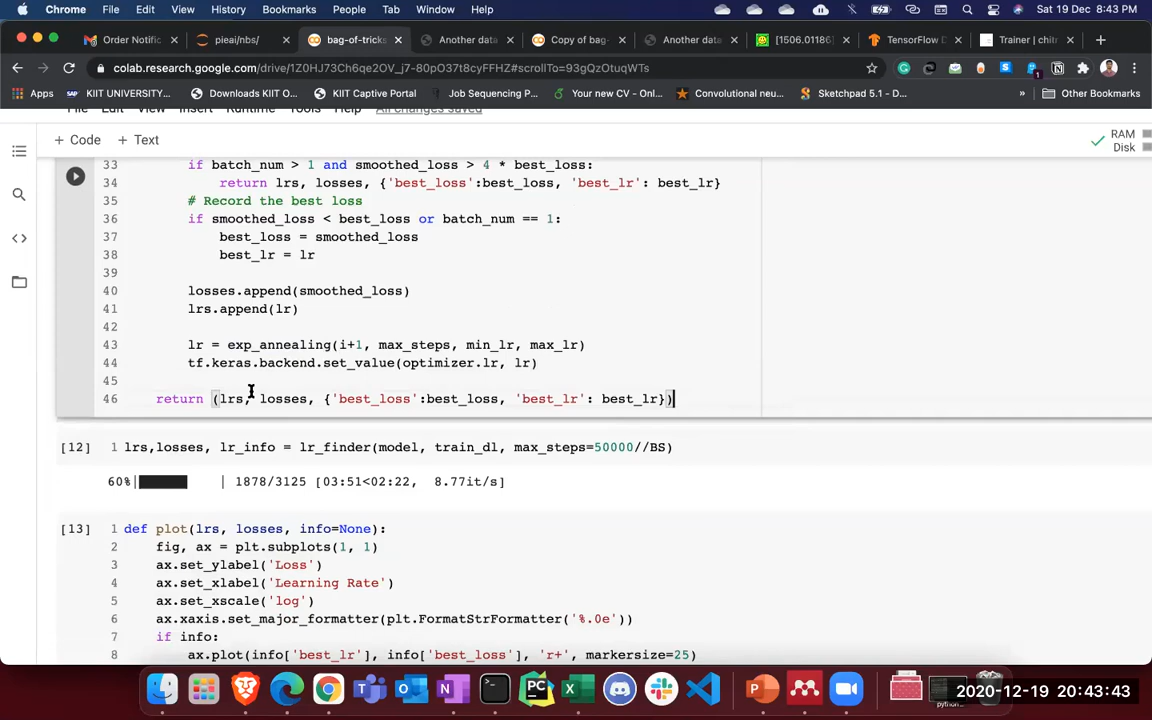 Chrome File Edit View History Bookmarks People Tab Window Help Sat 19 Dec 8:43 PM
Order Notific pieai/nbs/ bag-of-tricks Another data Copy of bag- Another data [1506.01186 TensorFlow D Trainer | chitr
colab.research.google.com/drive/1Z0HJ73Ch6qe2OV_j7-80pO37t8cyFFHZ#scrollTo=93gQzOtuqWTs
Apps KIIT UNIVERSITY... Downloads KIIT O... KIIT Captive Portal Job Sequencing P... Your new CV - Onl... Convolutional neu... Sketchpad 5.1 - D... » Other Bookmarks
File Edit View Insert Runtime Tools Help All changes saved
+ Code + Text RAM
Disk
33 if batch_num > 1 and smoothed_loss > 4 * best_loss:
34 return lrs, losses, {'best_loss':best_loss, 'best_lr': best_lr}
35 # Record the best loss
36 if smoothed_loss < best_loss or batch_num == 1:
37 best_loss = smoothed_loss
38 best_lr = lr
39
40 losses.append(smoothed_loss)
41 lrs.append(lr)
42
43 lr = exp_annealing(i+1, max_steps, min_lr, max_lr)
44 tf.keras.backend.set_value(optimizer.lr, lr)
45
46 return (lrs, losses, {'best_loss':best_loss, 'best_lr': best_lr})
[12] 1 lrs,losses, lr_info = lr_finder(model, train_dl, max_steps=50000//BS)
60%| | 1878/3125 [03:51<02:22, 8.77it/s]
[13] 1 def plot(lrs, losses, info=None):
2 fig, ax = plt.subplots(1, 1)
3 ax.set_ylabel('Loss')
4 ax.set_xlabel('Learning Rate')
5 ax.set_xscale('log')
6 ax.xaxis.set_major_formatter(plt.FormatStrFormatter('%.0e'))
7 if info:
8 ax.plot(info['best_lr'], info['best_loss'], 'r+', markersize=25)
2020-12-19 20:43:43